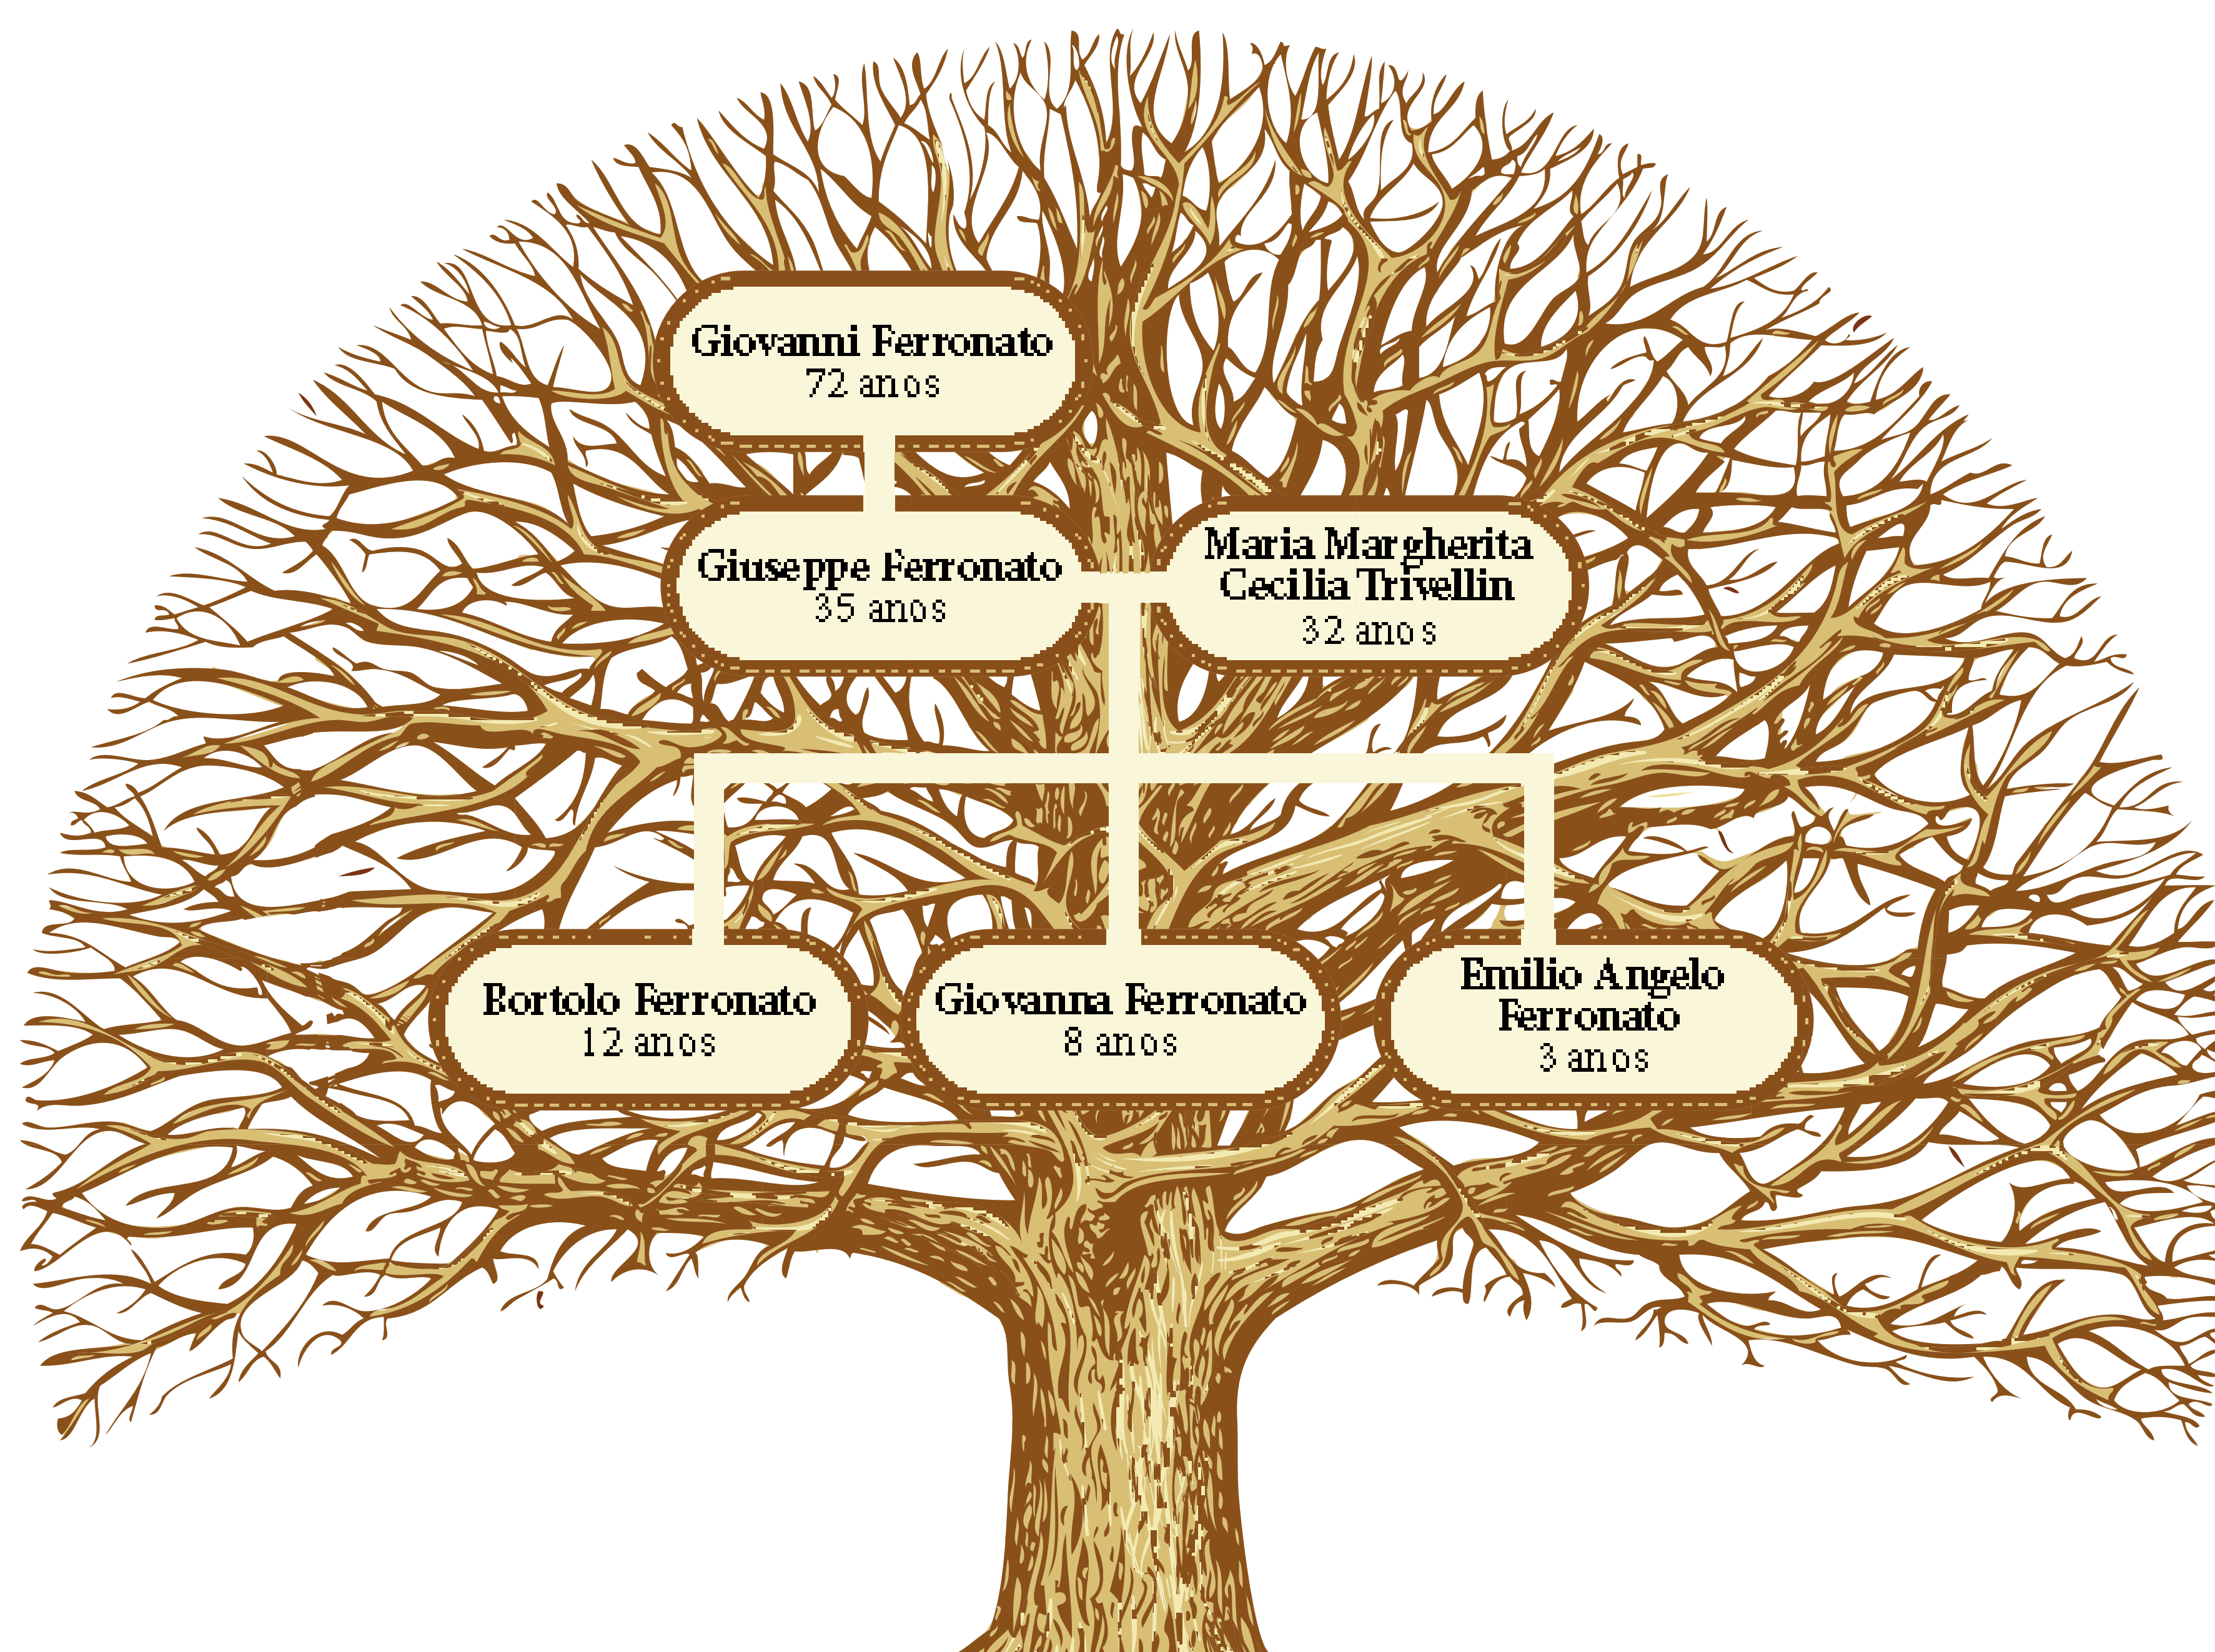 Giovanni Ferronato
72 anos
Giuseppe Ferronato
35 anos
Maria Margherita
Cecilia Trivellin
32 anos
Bortolo Ferronato
12 anos
Giovanna Ferronato
8 anos
Emilio Angelo
Ferronato
3 anos